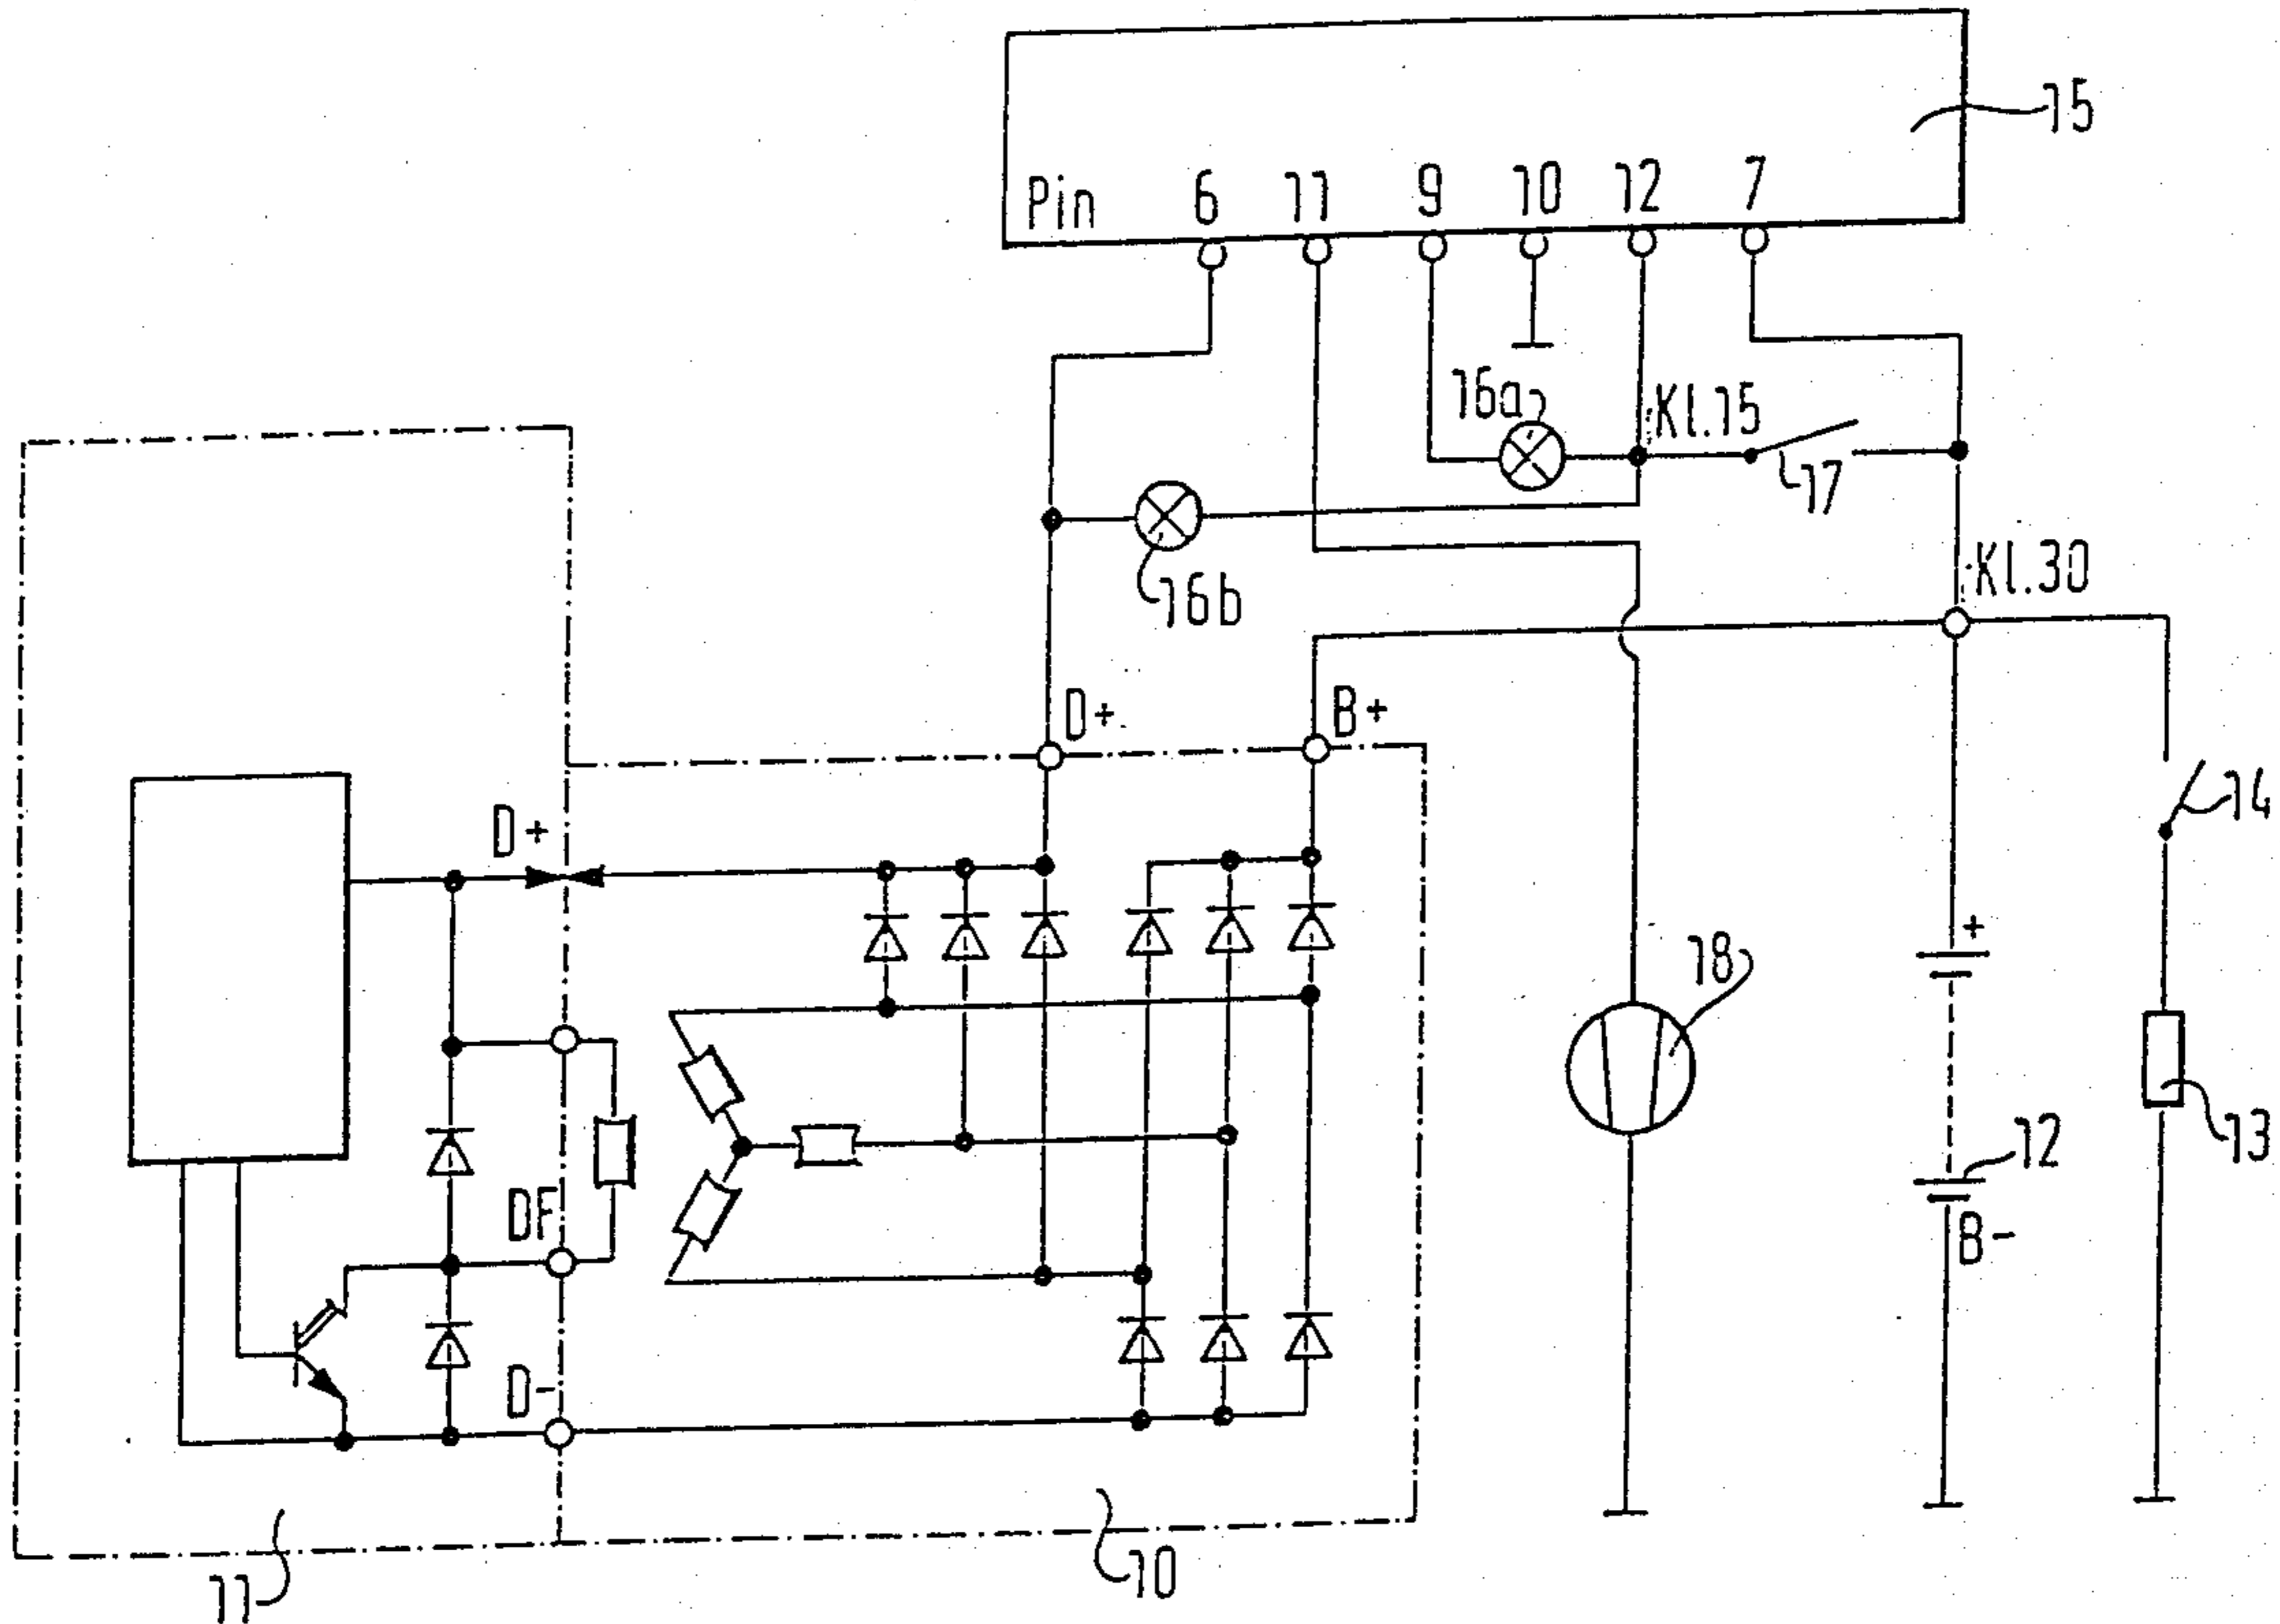 15
Pin 6 11 9 10 12 7
16a
Kl.15
17
16b
Kl.30
D+ B+
14
D+
18
+
12
13
DF
B-
D-
11
10